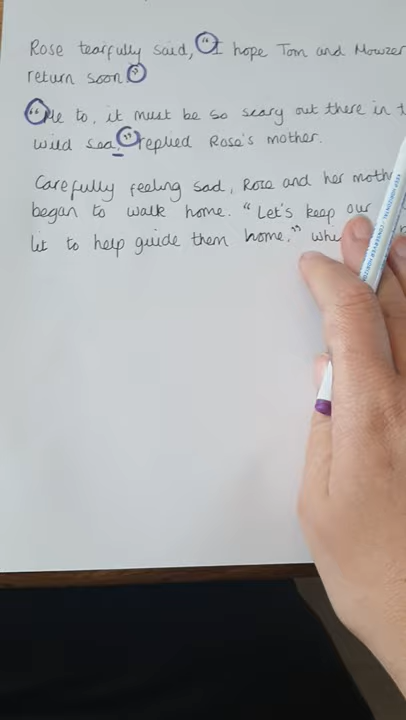 Rose tearfully said, "I hope Tom and Mowzer
return soon."
"Me to, it must be so scary out there in t
wild sea." replied Rose's mother.
Carefully feeling sad, Rose and her moth
began to walk home. "Let's keep our
lit to help guide them home."